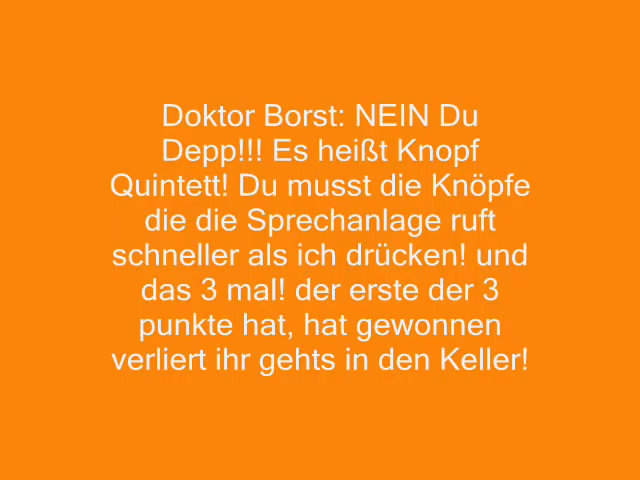 Doktor Borst: NEIN Du
Depp!!! Es heißt Knopf
Quintett! Du musst die Knöpfe
die die Sprechanlage ruft
schneller als ich drücken! und
das 3 mal! der erste der 3
punkte hat, hat gewonnen
verliert ihr gehts in den Keller!